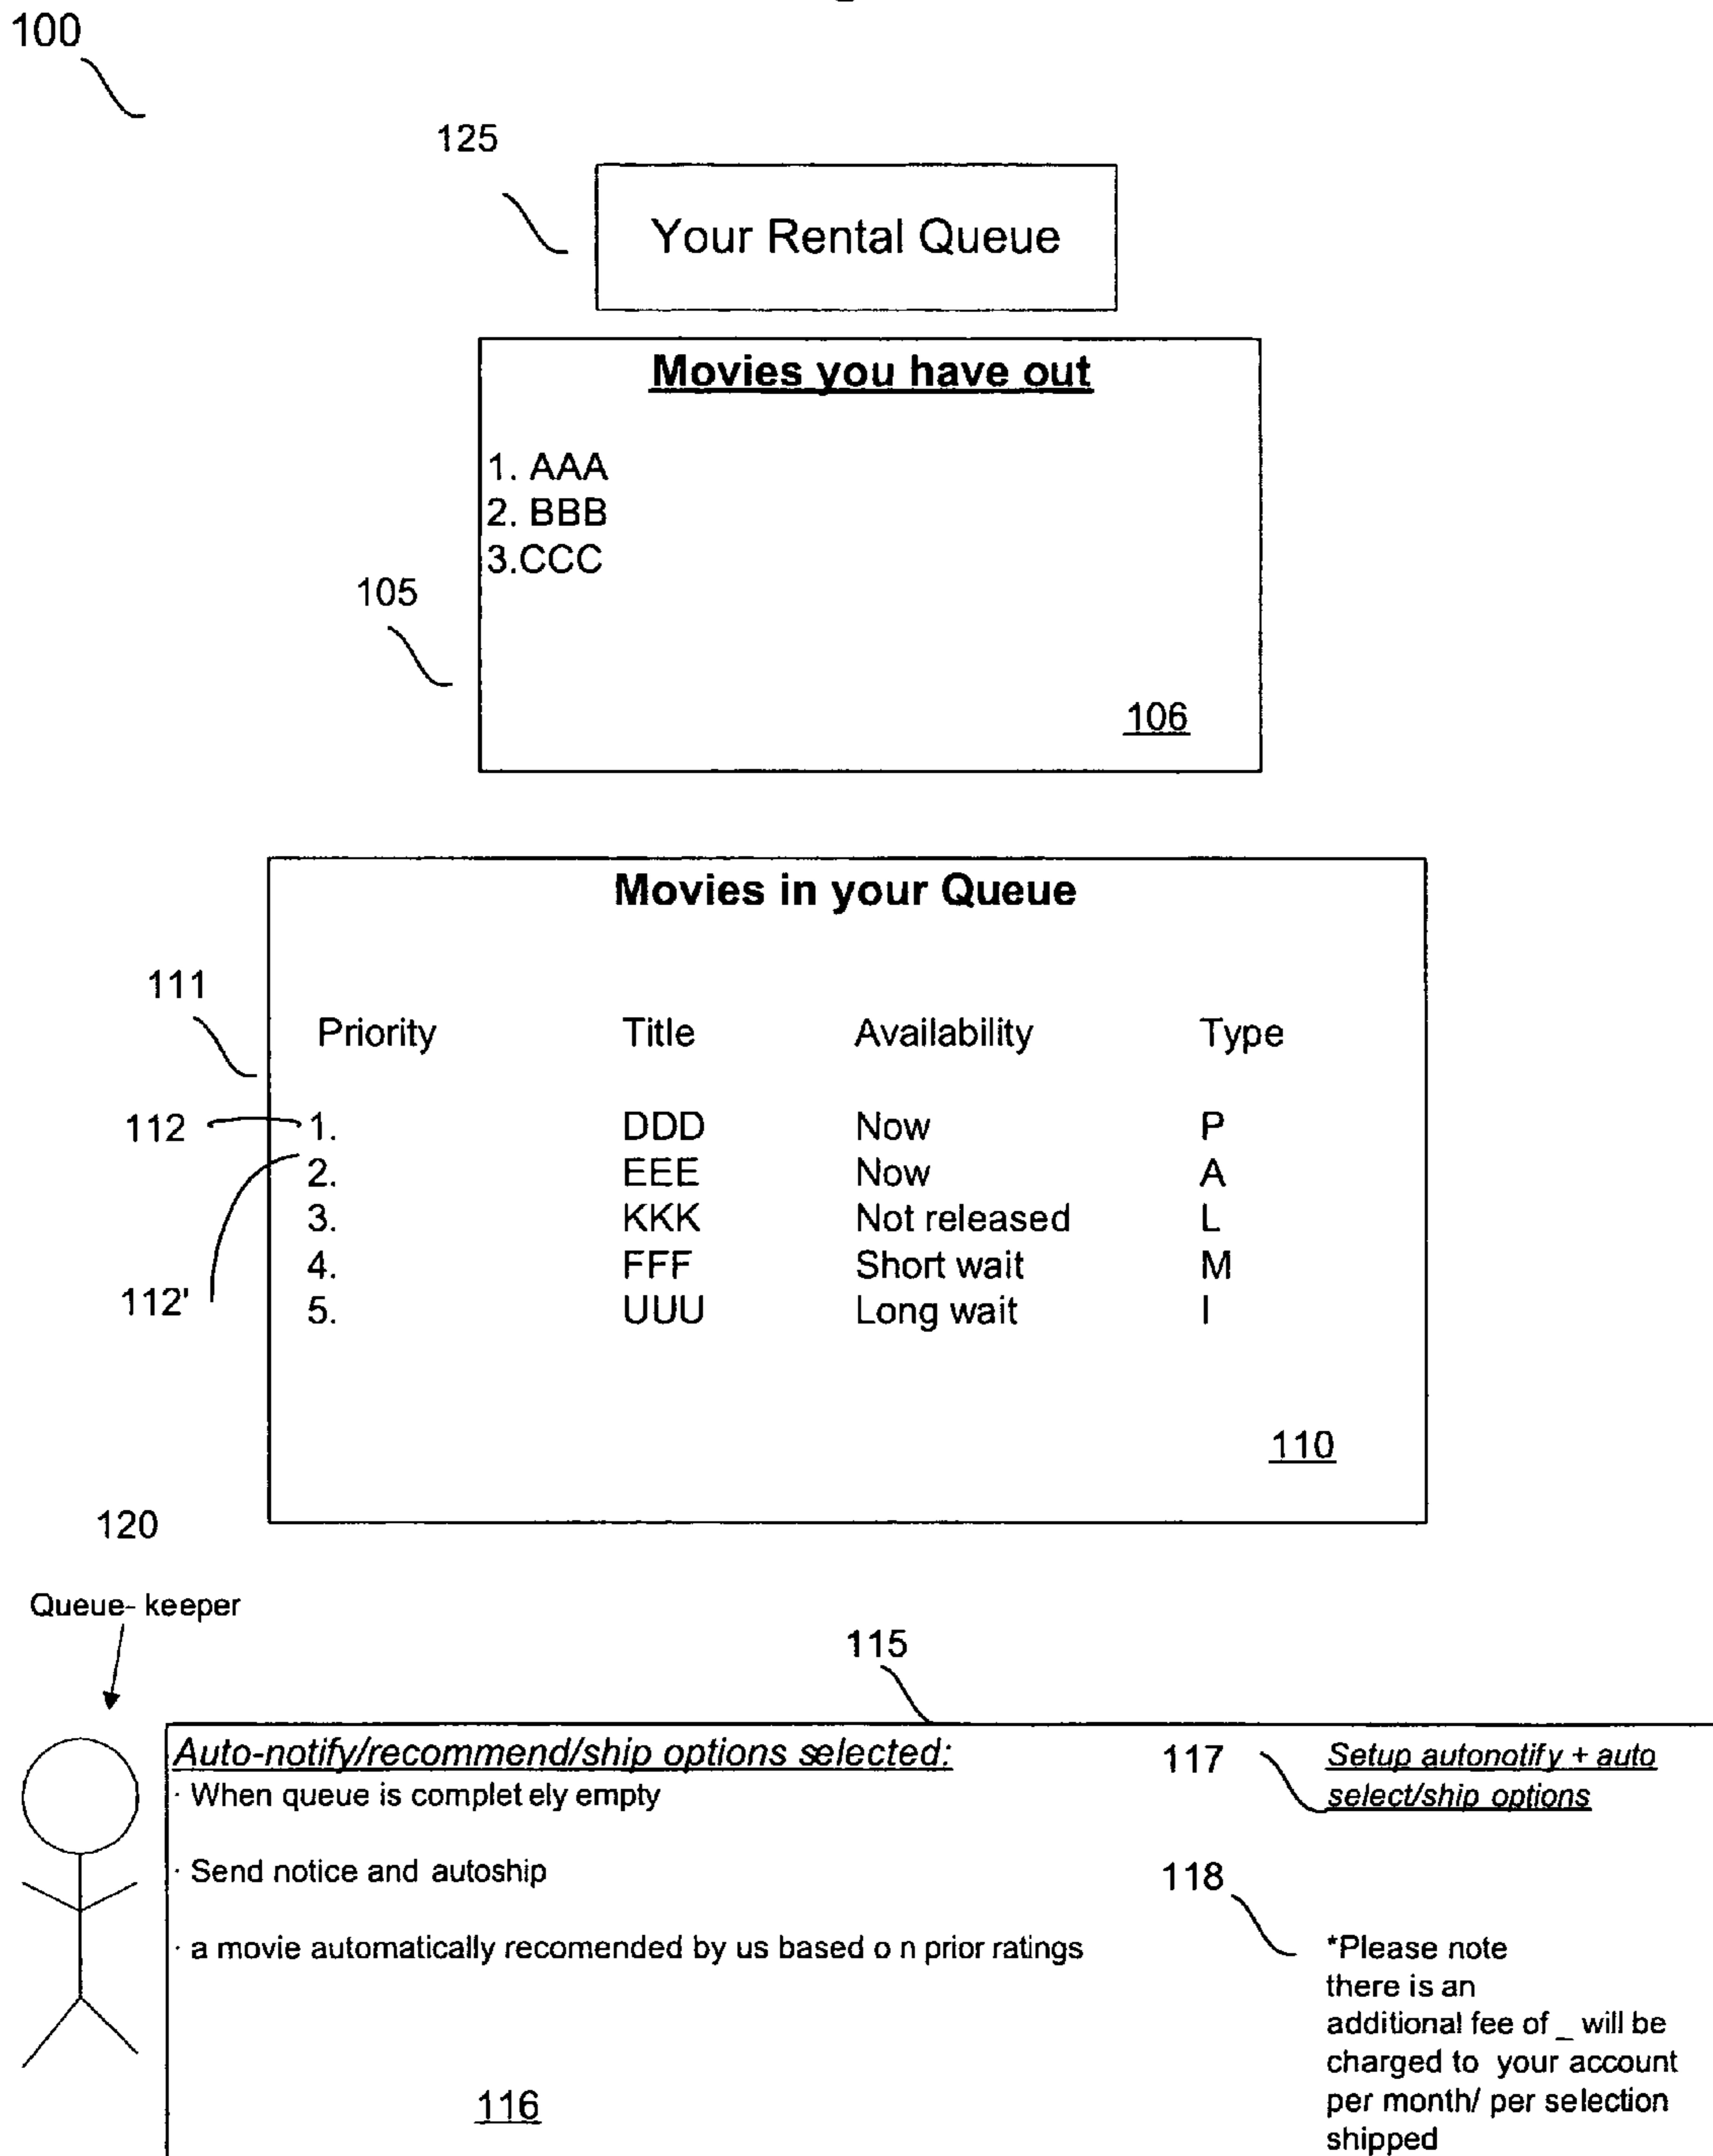 100
125
Your Rental Queue
Movies you have out
1. AAA
2. BBB
3.CCC
105
106
Movies in your Queue
111
Priority Title Availability Type
112 1. DDD Now P
2. EEE Now A
3. KKK Not released L
4. FFF Short wait M
112' 5. UUU Long wait I
110
120
Queue- keeper
115
Auto-notify/recommend/ship options selected:
· When queue is complet ely empty
· Send notice and autoship
· a movie automatically recomended by us based o n prior ratings
116
117
Setup autonotify + auto
select/ship options
118
*Please note
there is an
additional fee of _ will be
charged to your account
per month/ per selection
shipped